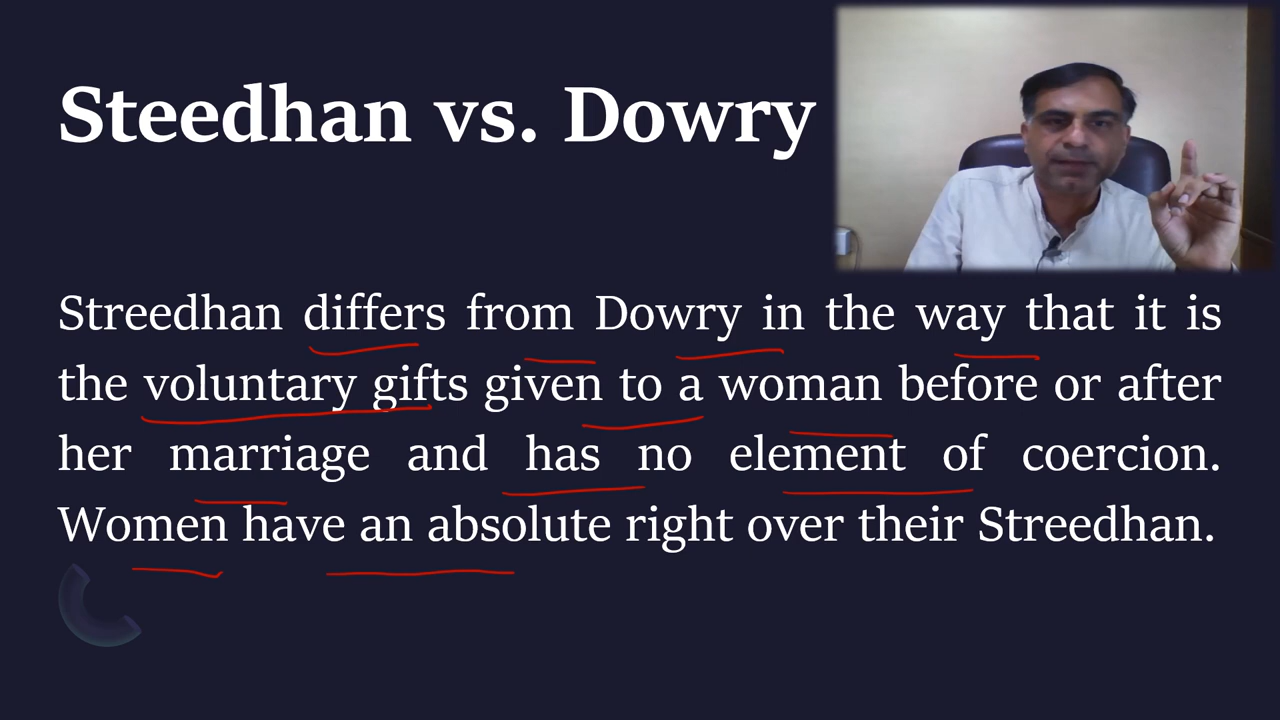 Steedhan vs. Dowry
Streedhan differs from Dowry in the way that it is
the voluntary gifts given to a woman before or after
her marriage and has no element of coercion.
Women have an absolute right over their Streedhan.